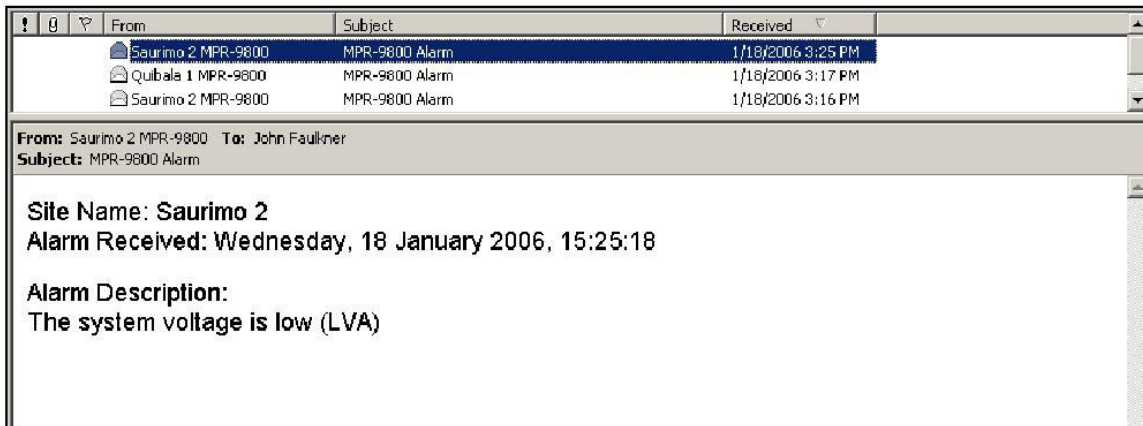 ! From Subject Received
Saurimo 2 MPR-9800 MPR-9800 Alarm 1/18/2006 3:25 PM
Quibala 1 MPR-9800 MPR-9800 Alarm 1/18/2006 3:17 PM
Saurimo 2 MPR-9800 MPR-9800 Alarm 1/18/2006 3:16 PM
From: Saurimo 2 MPR-9800 To: John Faulkner
Subject: MPR-9800 Alarm
Site Name: Saurimo 2
Alarm Received: Wednesday, 18 January 2006, 15:25:18
Alarm Description:
The system voltage is low (LVA)